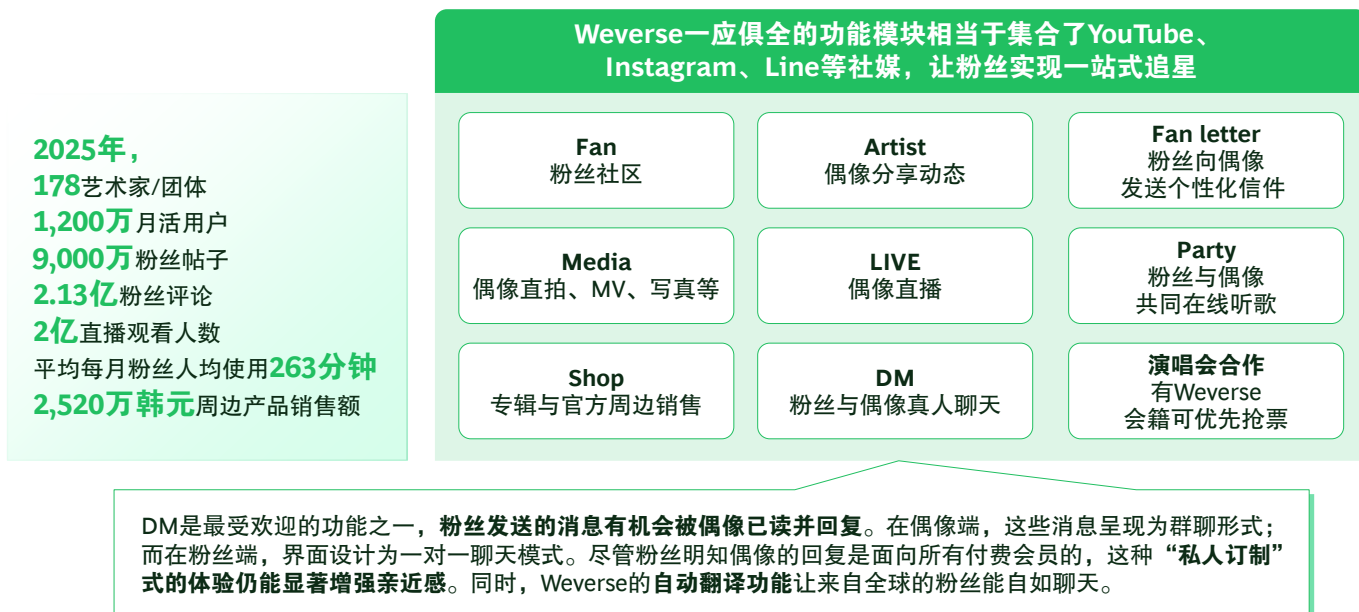 Weverse一应俱全的功能模块相当于集合了YouTube、
Instagram、Line等社媒，让粉丝实现一站式追星
2025年，
178艺术家/团体
1,200万月活用户
9,000万粉丝帖子
2.13亿粉丝评论
2亿直播观看人数
平均每月粉丝人均使用263分钟
2,520万韩元周边产品销售额
Fan
粉丝社区
Artist
偶像分享动态
Fan letter
粉丝向偶像
发送个性化信件
Media
偶像直拍、MV、写真等
LIVE
偶像直播
Party
粉丝与偶像
共同在线听歌
Shop
专辑与官方周边销售
DM
粉丝与偶像真人聊天
演唱会合作
有Weverse
会籍可优先抢票
DM是最受欢迎的功能之一，粉丝发送的消息有机会被偶像已读并回复。在偶像端，这些消息呈现为群聊形式；
而在粉丝端，界面设计为一对一聊天模式。尽管粉丝明知偶像的回复是面向所有付费会员的，这种“私人订制”
式的体验仍能显著增强亲近感。同时，Weverse的自动翻译功能让来自全球的粉丝能自如聊天。